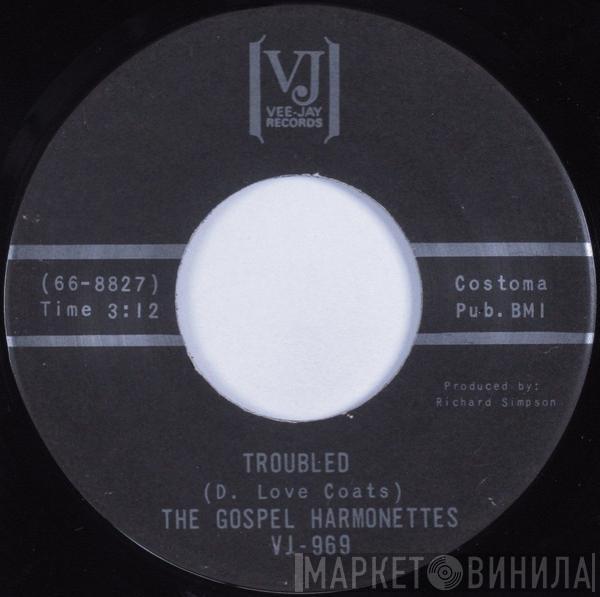 VJ
VEE-JAY
RECORDS
(66-8827)
Time 3:12
Costoma
Pub. BMI
Produced by:
Richard Simpson
TROUBLED
(D. Love Coats)
THE GOSPEL HARMONETTES
VJ-969
МАРКЕТ ВИНИЛА